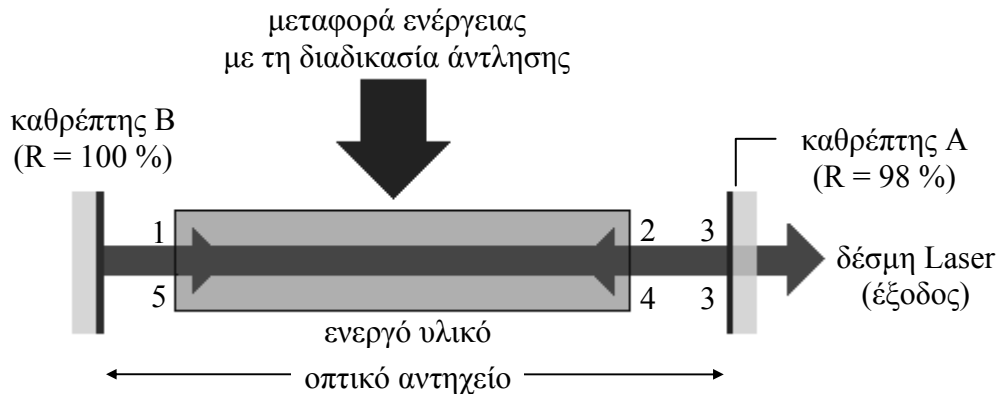 μεταφορά ενέργειας
με τη διαδικασία άντλησης
καθρέπτης Β
(R = 100 %)
καθρέπτης Α
(R = 98 %)
1
2
3
5
4
3
δέσμη Laser
(έξοδος)
ενεργό υλικό
οπτικό αντηχείο